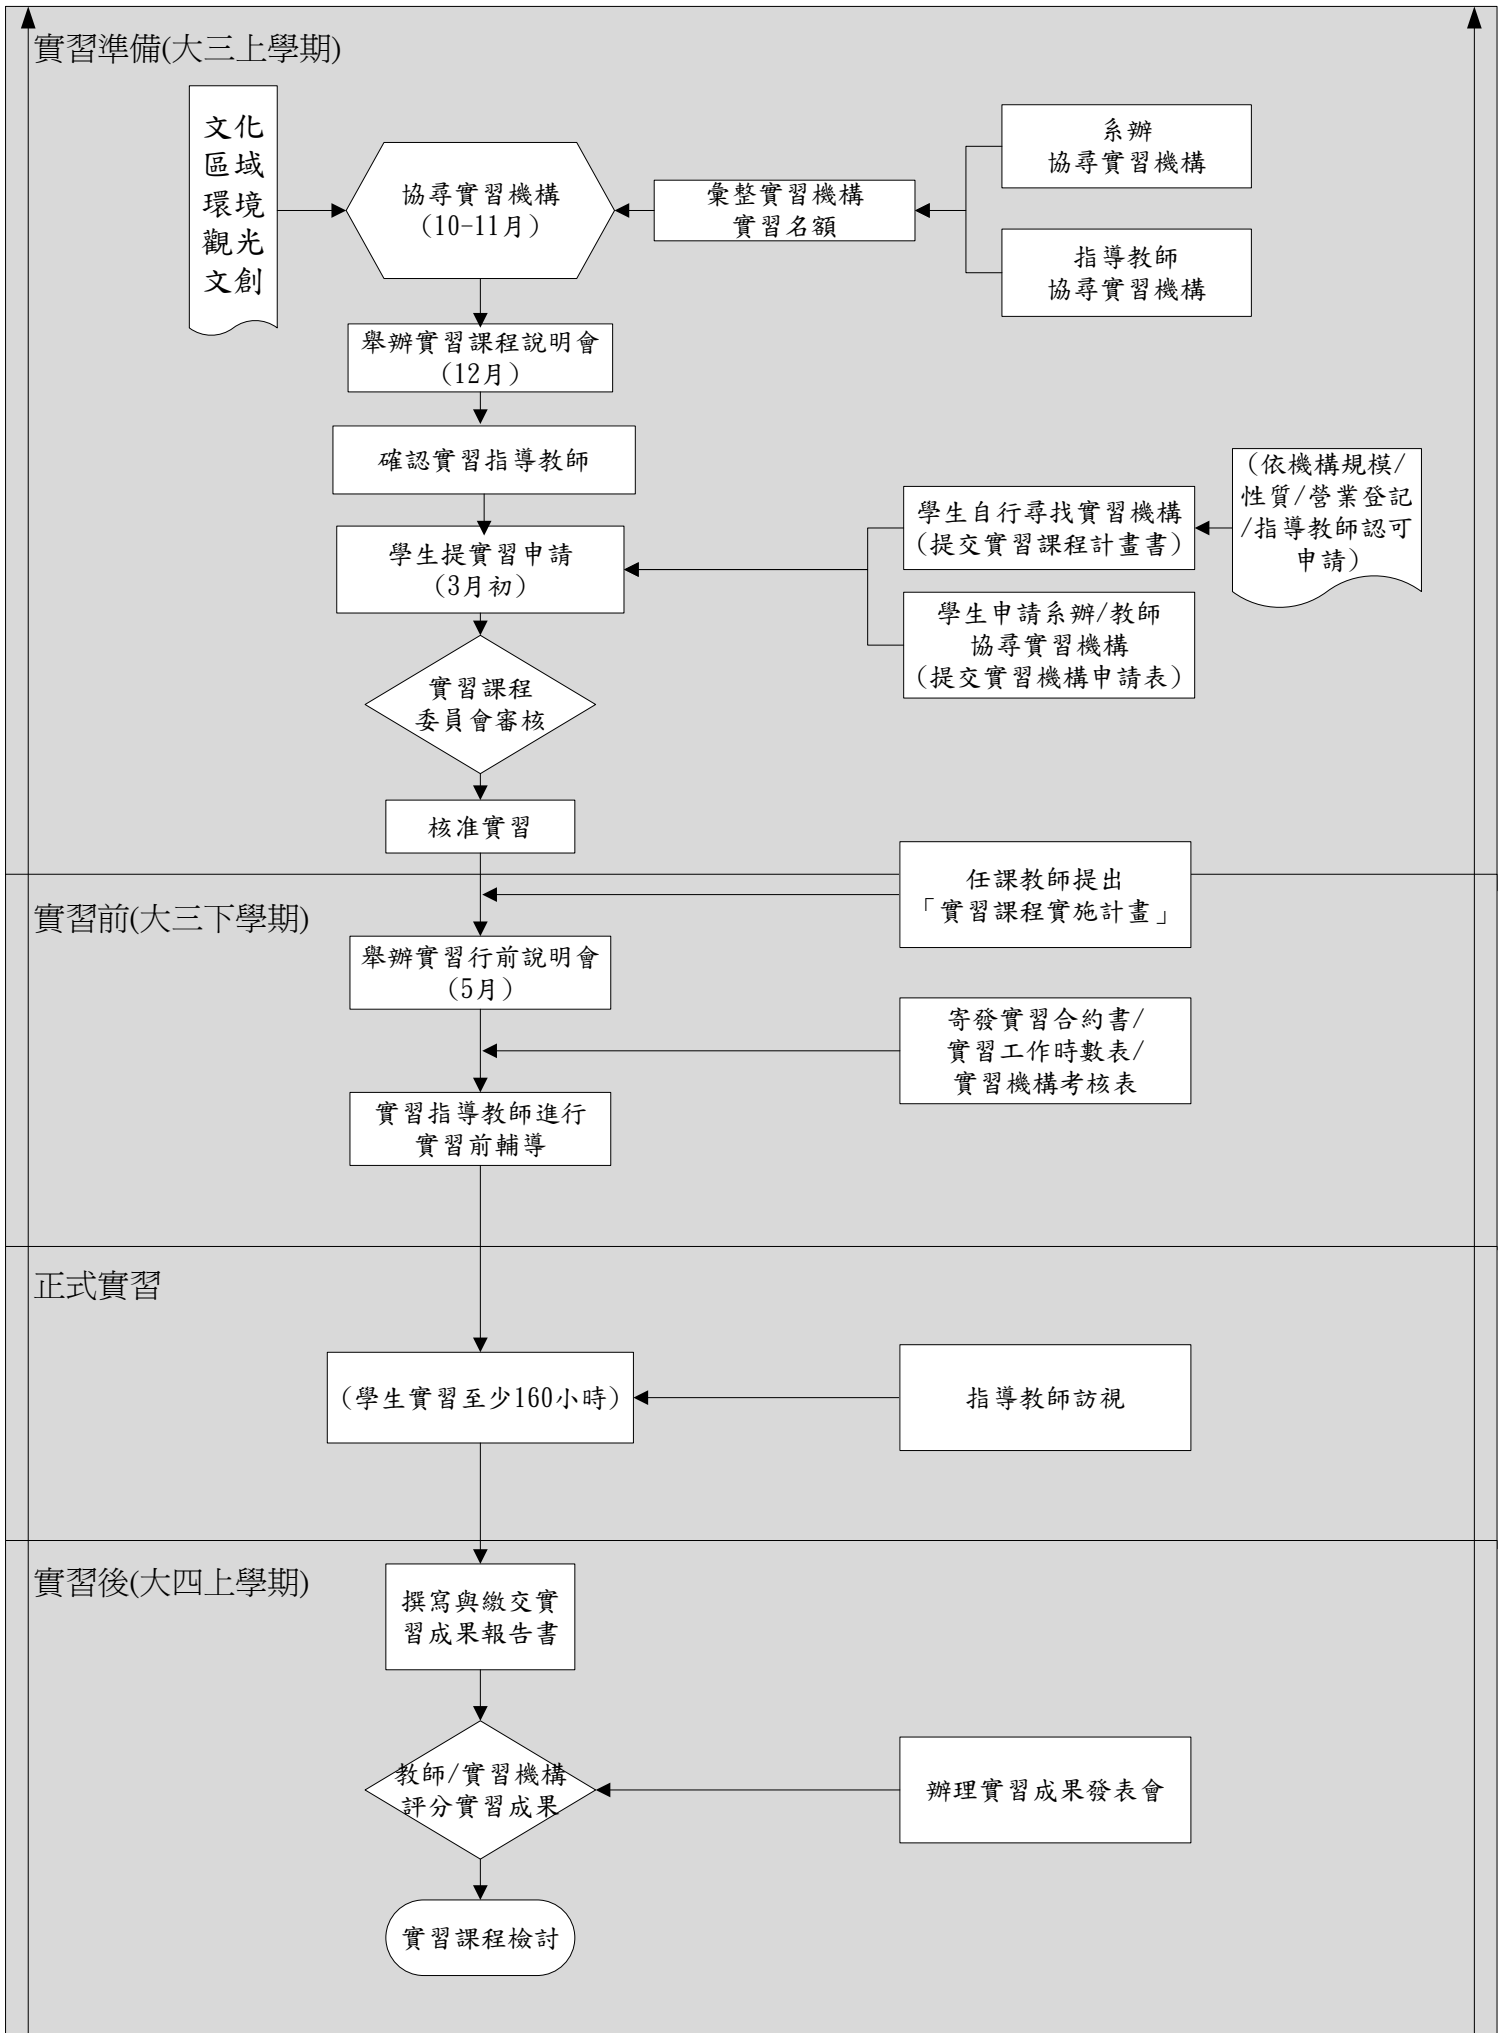 實習準備(大三上學期)
文化
區域
環境
觀光
文創
協尋實習機構
(10-11月)
彙整實習機構
實習名額
系辦
協尋實習機構
指導教師
協尋實習機構
舉辦實習課程說明會
(12月)
確認實習指導教師
學生提實習申請
(3月初)
學生自行尋找實習機構
(提交實習課程計畫書)
(依機構規模/
性質/營業登記
/指導教師認可
申請)
學生申請系辦/教師
協尋實習機構
(提交實習機構申請表)
實習課程
委員會審核
核准實習
任課教師提出
「實習課程實施計畫」
實習前(大三下學期)
舉辦實習行前說明會
(5月)
寄發實習合約書/
實習工作時數表/
實習機構考核表
實習指導教師進行
實習前輔導
正式實習
(學生實習至少160小時)
指導教師訪視
實習後(大四上學期)
撰寫與繳交實
習成果報告書
教師/實習機構
評分實習成果
辦理實習成果發表會
實習課程檢討